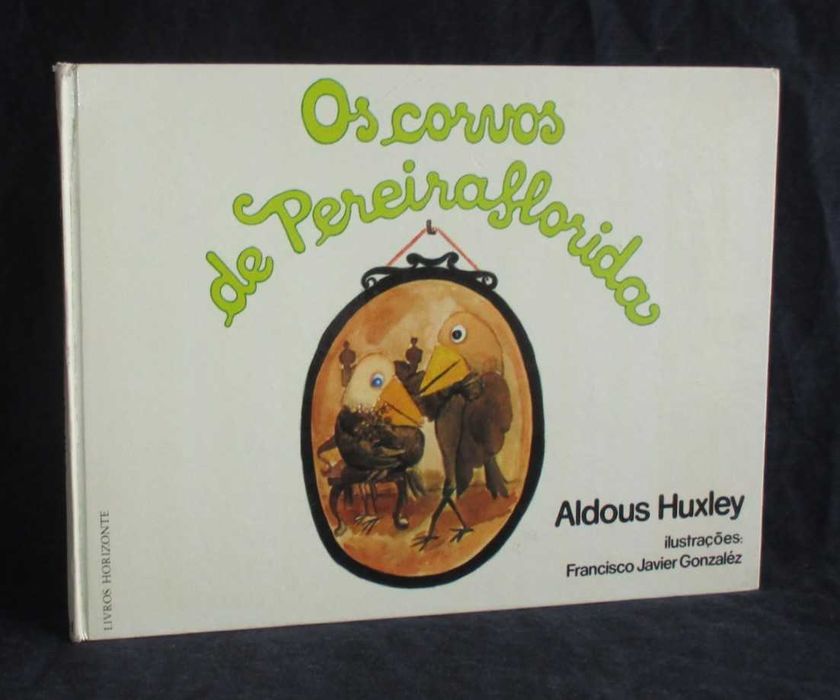 Os corvos
de Pereiraflorida
Aldous Huxley
ilustrações:
Francisco Javier Gonzaléz
LIVROS HORIZONTE